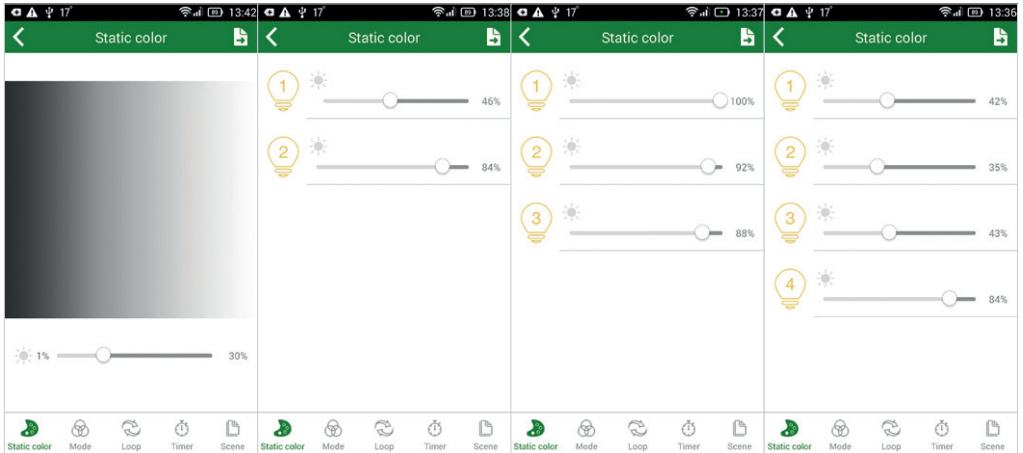 17° 89 13:42
Static color
1% 30%
Static color Mode Loop Timer Scene
17° 89 13:38
Static color
1 46%
2 84%
Static color Mode Loop Timer Scene
17° 13:37
Static color
1 100%
2 92%
3 88%
Static color Mode Loop Timer Scene
17° 89 13:36
Static color
1 42%
2 35%
3 43%
4 84%
Static color Mode Loop Timer Scene